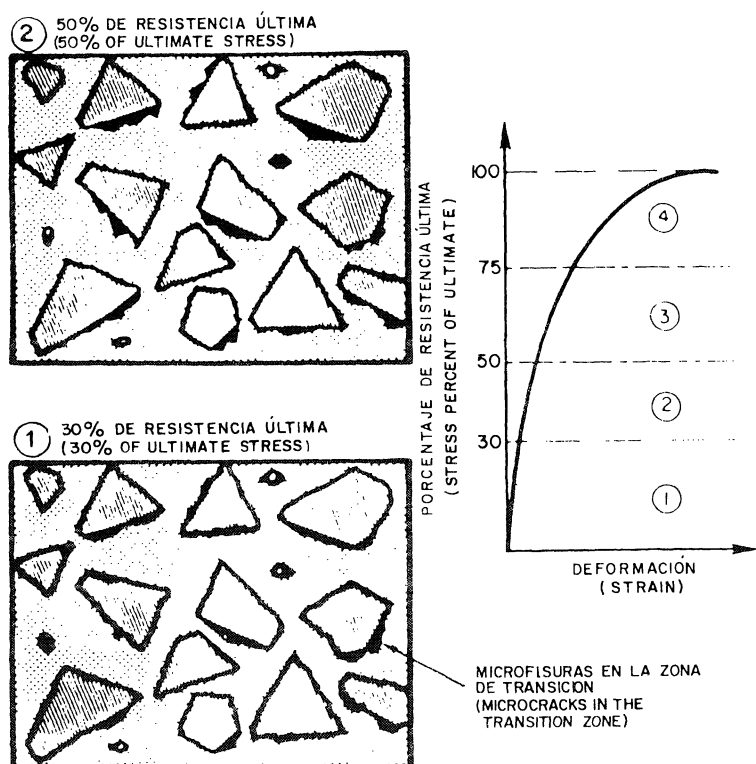 2 50% DE RESISTENCIA ÚLTIMA
(50% OF ULTIMATE STRESS)
1 30% DE RESISTENCIA ÚLTIMA
(30% OF ULTIMATE STRESS)
PORCENTAJE DE RESISTENCIA ÚLTIMA
(STRESS PERCENT OF ULTIMATE)
100
4
75
3
50
2
30
1
DEFORMACIÓN
(STRAIN)
MICROFISURAS EN LA ZONA
DE TRANSICION
(MICROCRACKS IN THE
TRANSITION ZONE)